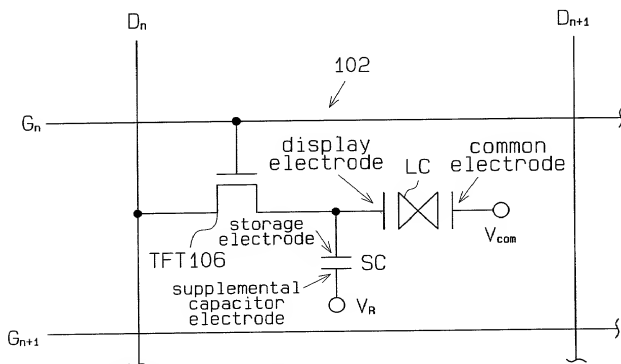 Dn
Dn+1
102
Gn
display
electrode
LC
common
electrode
Vcom
TFT106
storage
electrode
SC
supplemental
capacitor
electrode
VR
Gn+1